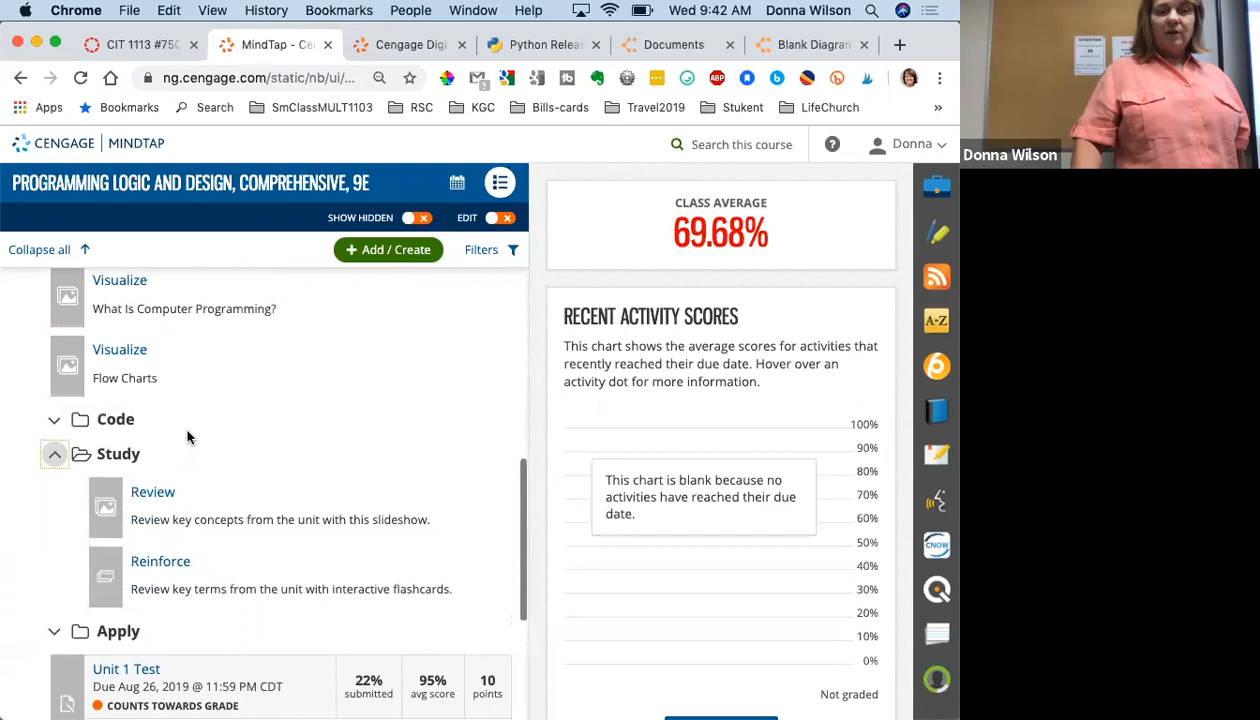 Chrome File Edit View History Bookmarks People Window Help Wed 9:42 AM Donna Wilson
CIT 1113 #750 MindTap - Cen Cengage Digi Python Relea Documents Blank Diagran
ng.cengage.com/static/nb/ui/...
Apps Bookmarks Search SmClassMULT1103 RSC KGC Bills-cards Travel2019 Stukent LifeChurch »
CENGAGE | MINDTAP Search this course Donna
Donna Wilson
PROGRAMMING LOGIC AND DESIGN, COMPREHENSIVE, 9E
SHOW HIDDEN EDIT
Collapse all + Add / Create Filters
Visualize
What Is Computer Programming?
Visualize
Flow Charts
Code
Study
Review
Review key concepts from the unit with this slideshow.
Reinforce
Review key terms from the unit with interactive flashcards.
Apply
Unit 1 Test
Due Aug 26, 2019 @ 11:59 PM CDT
COUNTS TOWARDS GRADE
22%
submitted
95%
avg score
10
points
CLASS AVERAGE
69.68%
RECENT ACTIVITY SCORES
This chart shows the average scores for activities that
recently reached their due date. Hover over an
activity dot for more information.
100%
90%
80%
70%
60%
50%
40%
30%
20%
10%
0%
This chart is blank because no
activities have reached their due
date.
Not graded
A-Z
CNOW
ABP
ATTENTION